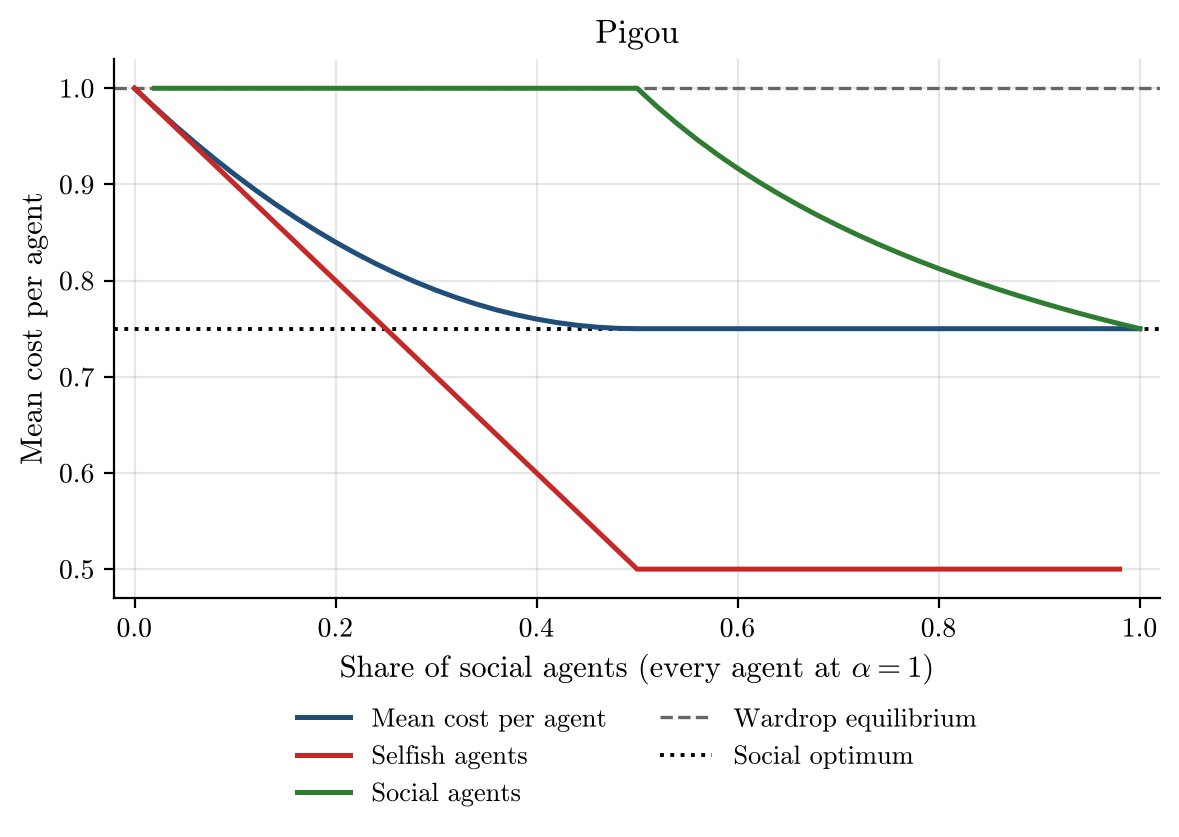 Pigou
1.0
0.9
0.8
0.7
0.6
0.5
Mean cost per agent
0.0 0.2 0.4 0.6 0.8 1.0
Share of social agents (every agent at α = 1)
Mean cost per agent
Selfish agents
Social agents
Wardrop equilibrium
Social optimum